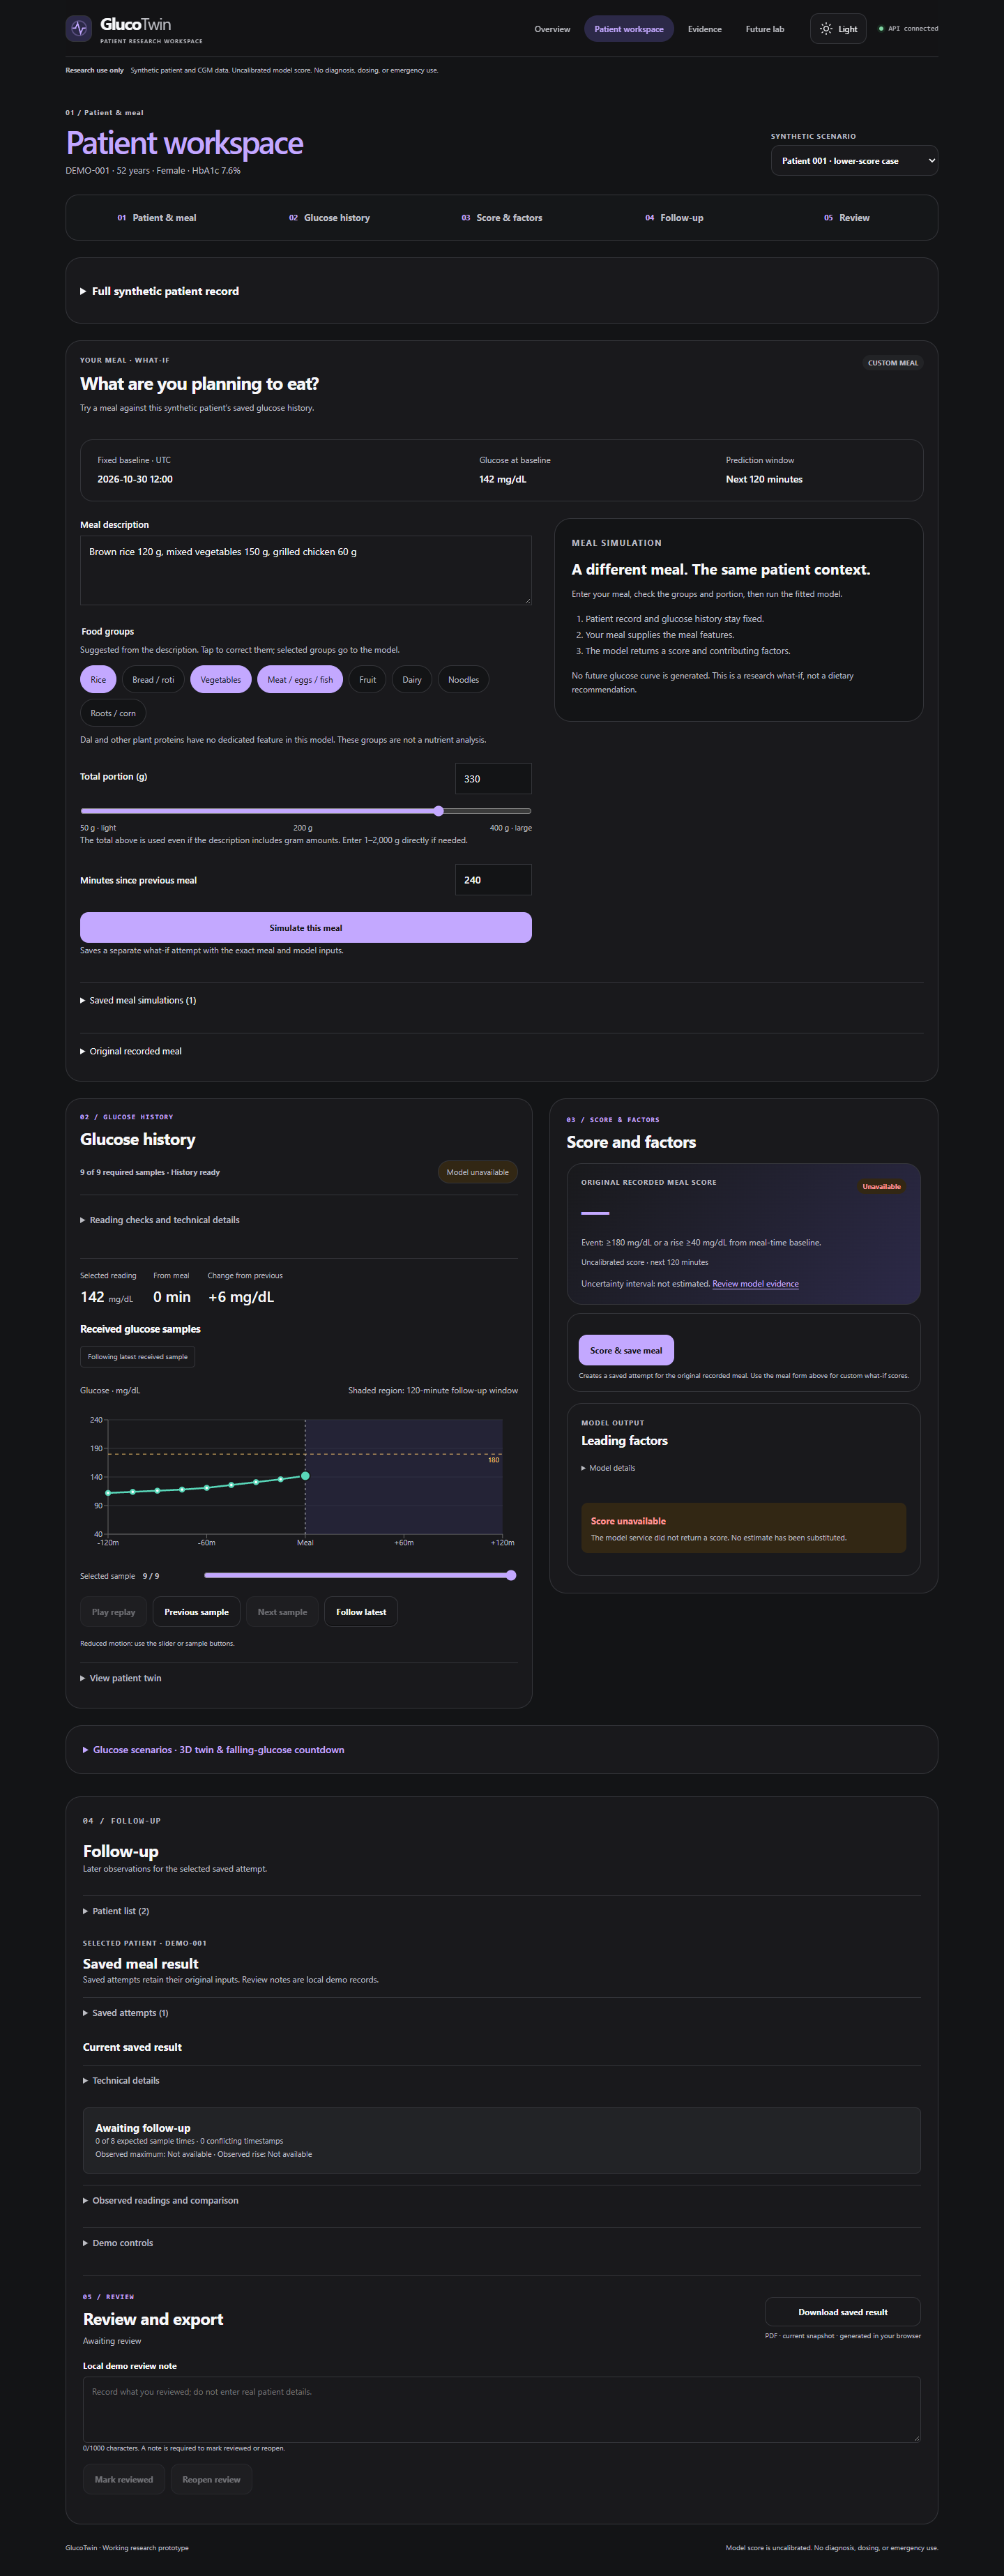 GlucoTwin
PATIENT RESEARCH WORKSPACE
Overview
Patient workspace
Evidence
Future lab
Light
API connected
Research use only Synthetic patient and CGM data. Uncalibrated model score. No diagnosis, dosing, or emergency use.
01 / Patient & meal
Patient workspace
DEMO-001 · 52 years · Female · HbA1c 7.6%
SYNTHETIC SCENARIO
Patient 001 · lower-score case
01 Patient & meal
02 Glucose history
03 Score & factors
04 Follow-up
05 Review
Full synthetic patient record
YOUR MEAL · WHAT-IF
CUSTOM MEAL
What are you planning to eat?
Try a meal against this synthetic patient's saved glucose history.
Fixed baseline · UTC
2026-10-30 12:00
Glucose at baseline
142 mg/dL
Prediction window
Next 120 minutes
Meal description
Brown rice 120 g, mixed vegetables 150 g, grilled chicken 60 g
Food groups
Suggested from the description. Tap to correct them; selected groups go to the model.
Rice
Bread / roti
Vegetables
Meat / eggs / fish
Fruit
Dairy
Noodles
Roots / corn
Dal and other plant proteins have no dedicated feature in this model. These groups are not a nutrient analysis.
Total portion (g)
330
50 g · light
200 g
400 g · large
The total above is used even if the description includes gram amounts. Enter 1–2,000 g directly if needed.
Minutes since previous meal
240
Simulate this meal
Saves a separate what-if attempt with the exact meal and model inputs.
MEAL SIMULATION
A different meal. The same patient context.
Enter your meal, check the groups and portion, then run the fitted model.
1. Patient record and glucose history stay fixed.
2. Your meal supplies the meal features.
3. The model returns a score and contributing factors.
No future glucose curve is generated. This is a research what-if, not a dietary
recommendation.
Saved meal simulations (1)
Original recorded meal
02 / GLUCOSE HISTORY
Glucose history
9 of 9 required samples · History ready
Model unavailable
Reading checks and technical details
Selected reading
142 mg/dL
From meal
0 min
Change from previous
+6 mg/dL
Received glucose samples
Following latest received sample
Glucose · mg/dL
Shaded region: 120-minute follow-up window
240
190
180
140
90
40
-120m
-60m
Meal
+60m
+120m
Selected sample 9 / 9
Play replay
Previous sample
Next sample
Follow latest
Reduced motion: use the slider or sample buttons.
View patient twin
03 / SCORE & FACTORS
Score and factors
ORIGINAL RECORDED MEAL SCORE
Unavailable
—
Event: ≥180 mg/dL or a rise ≥40 mg/dL from meal-time baseline.
Uncalibrated score · next 120 minutes
Uncertainty interval: not estimated. Review model evidence
Score & save meal
Creates a saved attempt for the original recorded meal. Use the meal form above for custom what-if scores.
MODEL OUTPUT
Leading factors
Model details
Score unavailable
The model service did not return a score. No estimate has been substituted.
Glucose scenarios · 3D twin & falling-glucose countdown
04 / FOLLOW-UP
Follow-up
Later observations for the selected saved attempt.
Patient list (2)
SELECTED PATIENT · DEMO-001
Saved meal result
Saved attempts retain their original inputs. Review notes are local demo records.
Saved attempts (1)
Current saved result
Technical details
Awaiting follow-up
0 of 8 expected sample times · 0 conflicting timestamps
Observed maximum: Not available · Observed rise: Not available
Observed readings and comparison
Demo controls
05 / REVIEW
Review and export
Awaiting review
Download saved result
PDF · current snapshot · generated in your browser
Local demo review note
Record what you reviewed; do not enter real patient details.
0/1000 characters. A note is required to mark reviewed or reopen.
Mark reviewed
Reopen review
GlucoTwin · Working research prototype
Model score is uncalibrated. No diagnosis, dosing, or emergency use.